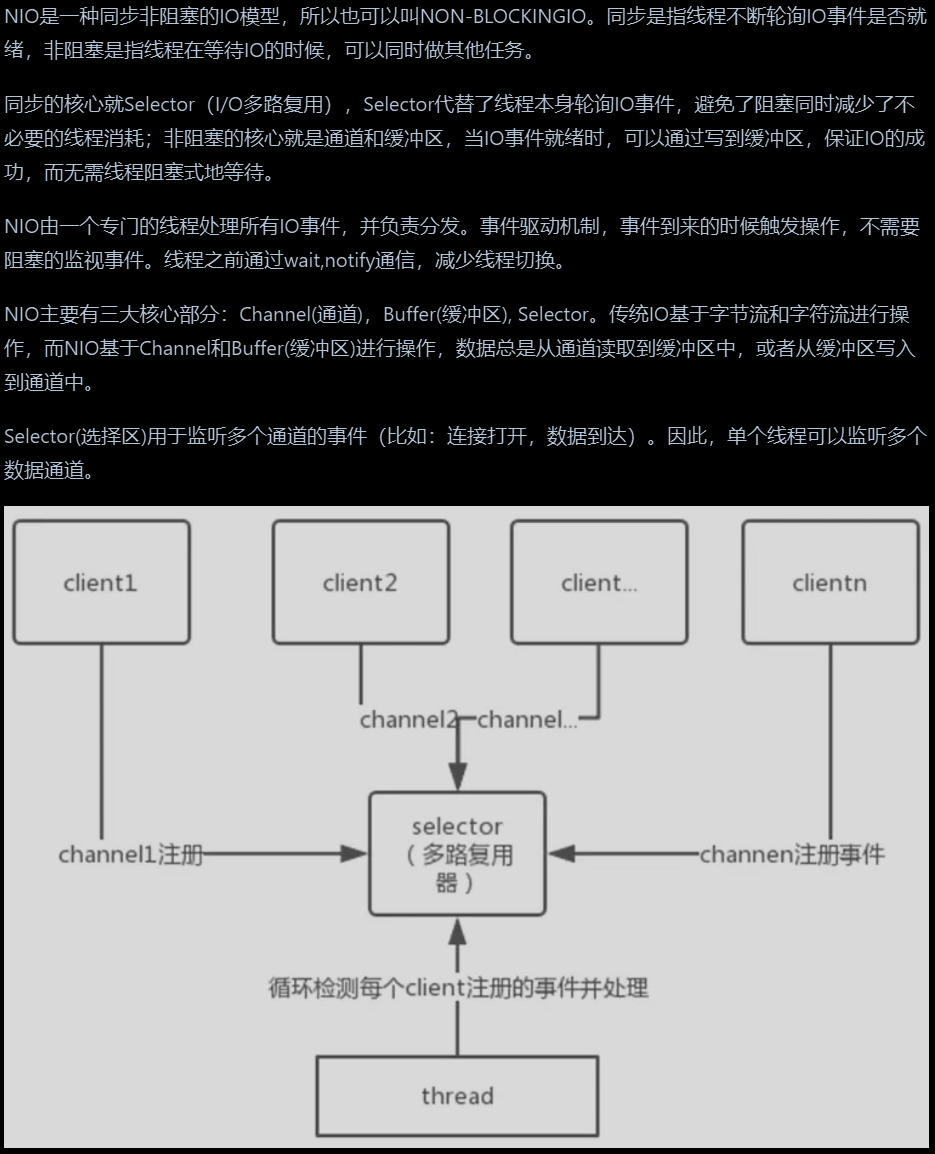 NIO是一种同步非阻塞的IO模型，所以也可以叫NON-BLOCKINGIO。同步是指线程不断轮询IO事件是否就
绪，非阻塞是指线程在等待IO的时候，可以同时做其他任务。
同步的核心就Selector（I/O多路复用），Selector代替了线程本身轮询IO事件，避免了阻塞同时减少了不
必要的线程消耗；非阻塞的核心就是通道和缓冲区，当IO事件就绪时，可以通过写到缓冲区，保证IO的成
功，而无需线程阻塞式地等待。
NIO由一个专门的线程处理所有IO事件，并负责分发。事件驱动机制，事件到来的时候触发操作，不需要
阻塞的监视事件。线程之前通过wait,notify通信，减少线程切换。
NIO主要有三大核心部分：Channel(通道)，Buffer(缓冲区), Selector。传统IO基于字节流和字符流进行操
作，而NIO基于Channel和Buffer(缓冲区)进行操作，数据总是从通道读取到缓冲区中，或者从缓冲区写入
到通道中。
Selector(选择区)用于监听多个通道的事件（比如：连接打开，数据到达）。因此，单个线程可以监听多个
数据通道。
client1
client2
client...
clientn
channel2
channel...
selector
（多路复用
器）
channel1注册
channen注册事件
循环检测每个client注册的事件并处理
thread